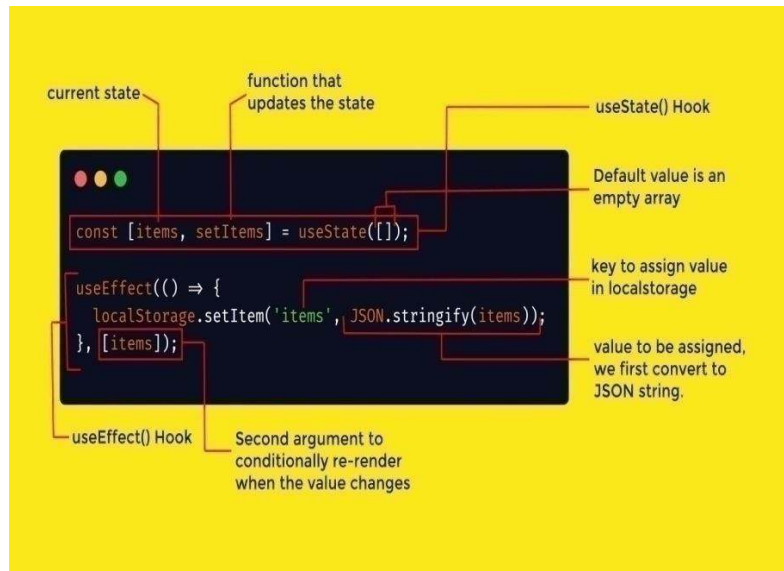 current state
function that
updates the state
useState() Hook
Default value is an
empty array
const [items, setItems] = useState([]);
key to assign value
in localstorage
useEffect(() ⇒ {
localStorage.setItem('items', JSON.stringify(items));
}, [items]);
value to be assigned,
we first convert to
JSON string.
useEffect() Hook
Second argument to
conditionally re-render
when the value changes